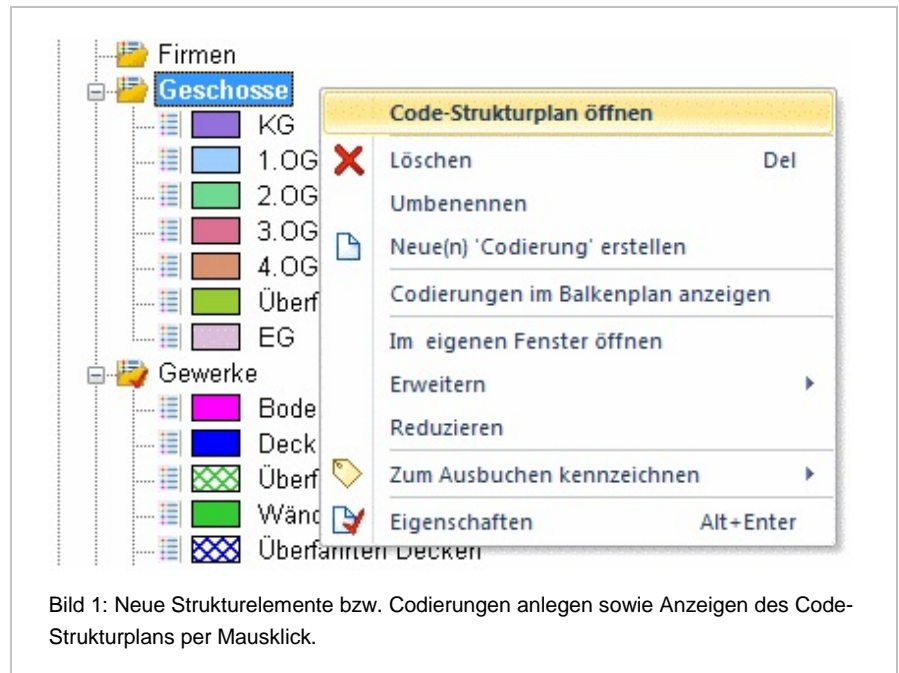 Firmen
Geschosse
Code-Strukturplan öffnen
KG
1.OG
Löschen Del
2.OG
Umbenennen
3.OG
Neue(n) 'Codierung' erstellen
4.OG
Codierungen im Balkenplan anzeigen
Überf
EG
Im eigenen Fenster öffnen
Gewerke
Erweitern
Bode
Reduzieren
Deck
Überf
Zum Ausbuchen kennzeichnen
Wänd
Eigenschaften Alt+Enter
Überfahrten Decken
Bild 1: Neue Strukturelemente bzw. Codierungen anlegen sowie Anzeigen des Code-
Strukturplans per Mausklick.